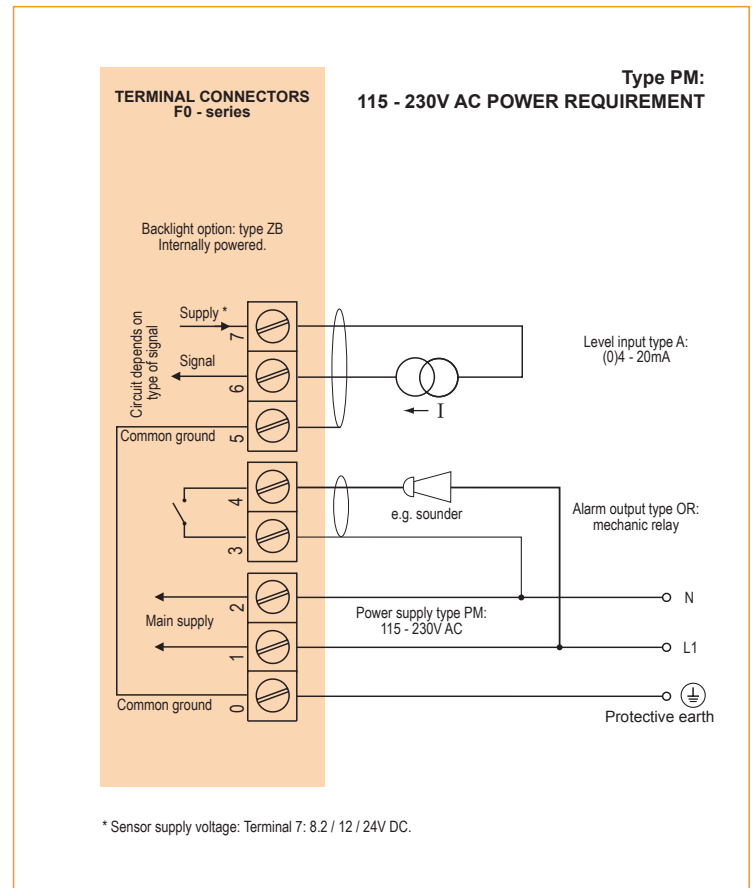 Type PM:
115 - 230V AC POWER REQUIREMENT
TERMINAL CONNECTORS
F0 - series
Backlight option: type ZB
Internally powered.
Circuit depends on
type of signal
Supply *
7
Signal
6
Common ground
5
Level input type A:
(0)4 - 20mA
I
4
e.g. sounder
3
Alarm output type OR:
mechanic relay
2
Main supply
1
Power supply type PM:
115 - 230V AC
N
L1
Common ground
0
Protective earth
* Sensor supply voltage: Terminal 7: 8.2 / 12 / 24V DC.